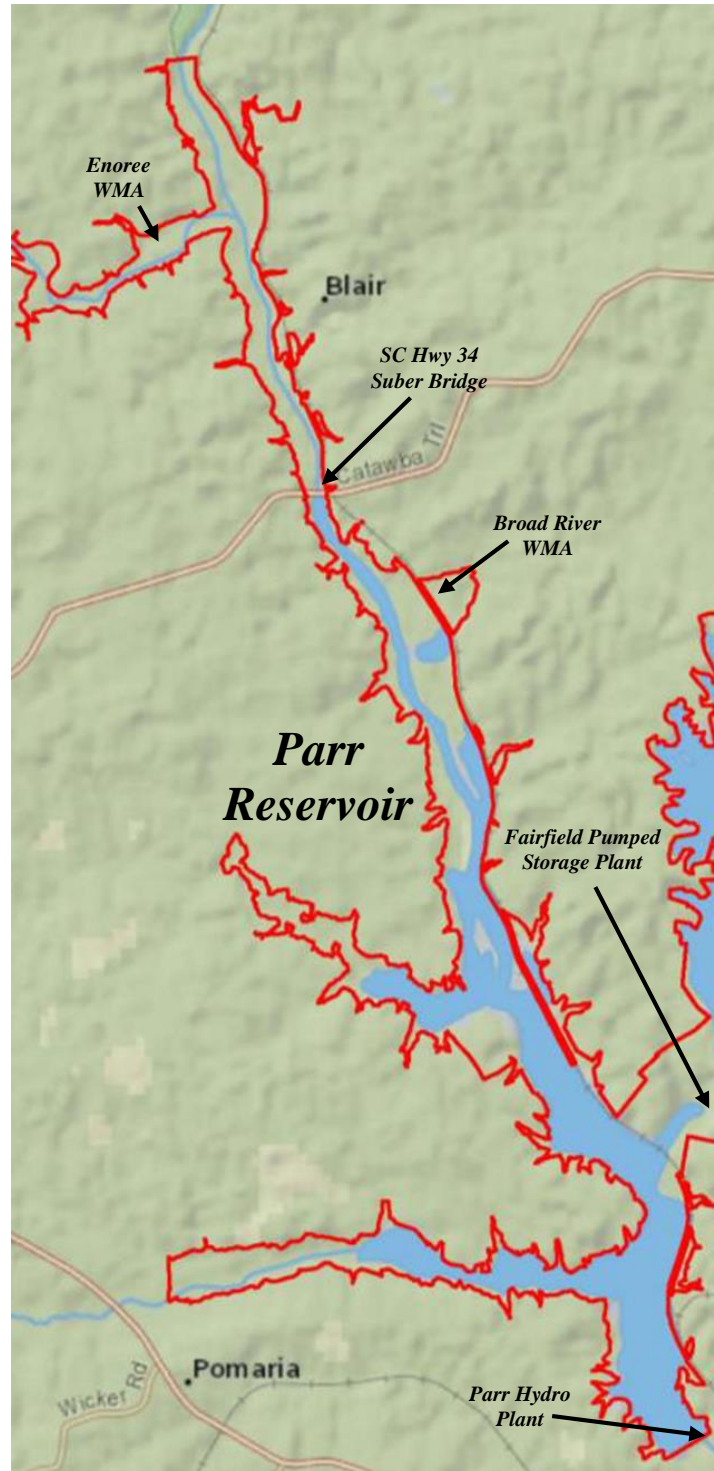 Enoree
WMA
Blair
SC Hwy 34
Suber Bridge
Catawba Trl
Broad River
WMA
Parr
Reservoir
Fairfield Pumped
Storage Plant
Pomaria
Wicker Rd
Parr Hydro
Plant